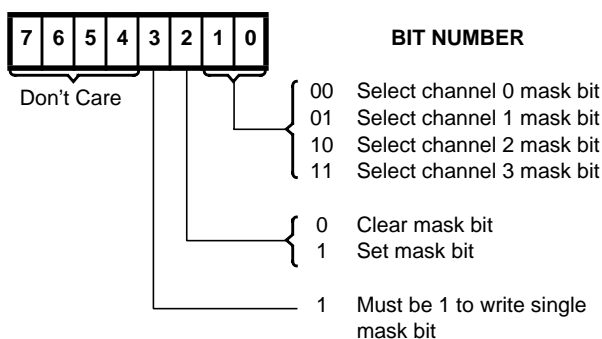 7 6 5 4 3 2 1 0 BIT NUMBER
Don't Care
00 Select channel 0 mask bit
01 Select channel 1 mask bit
10 Select channel 2 mask bit
11 Select channel 3 mask bit
0 Clear mask bit
1 Set mask bit
1 Must be 1 to write single
mask bit